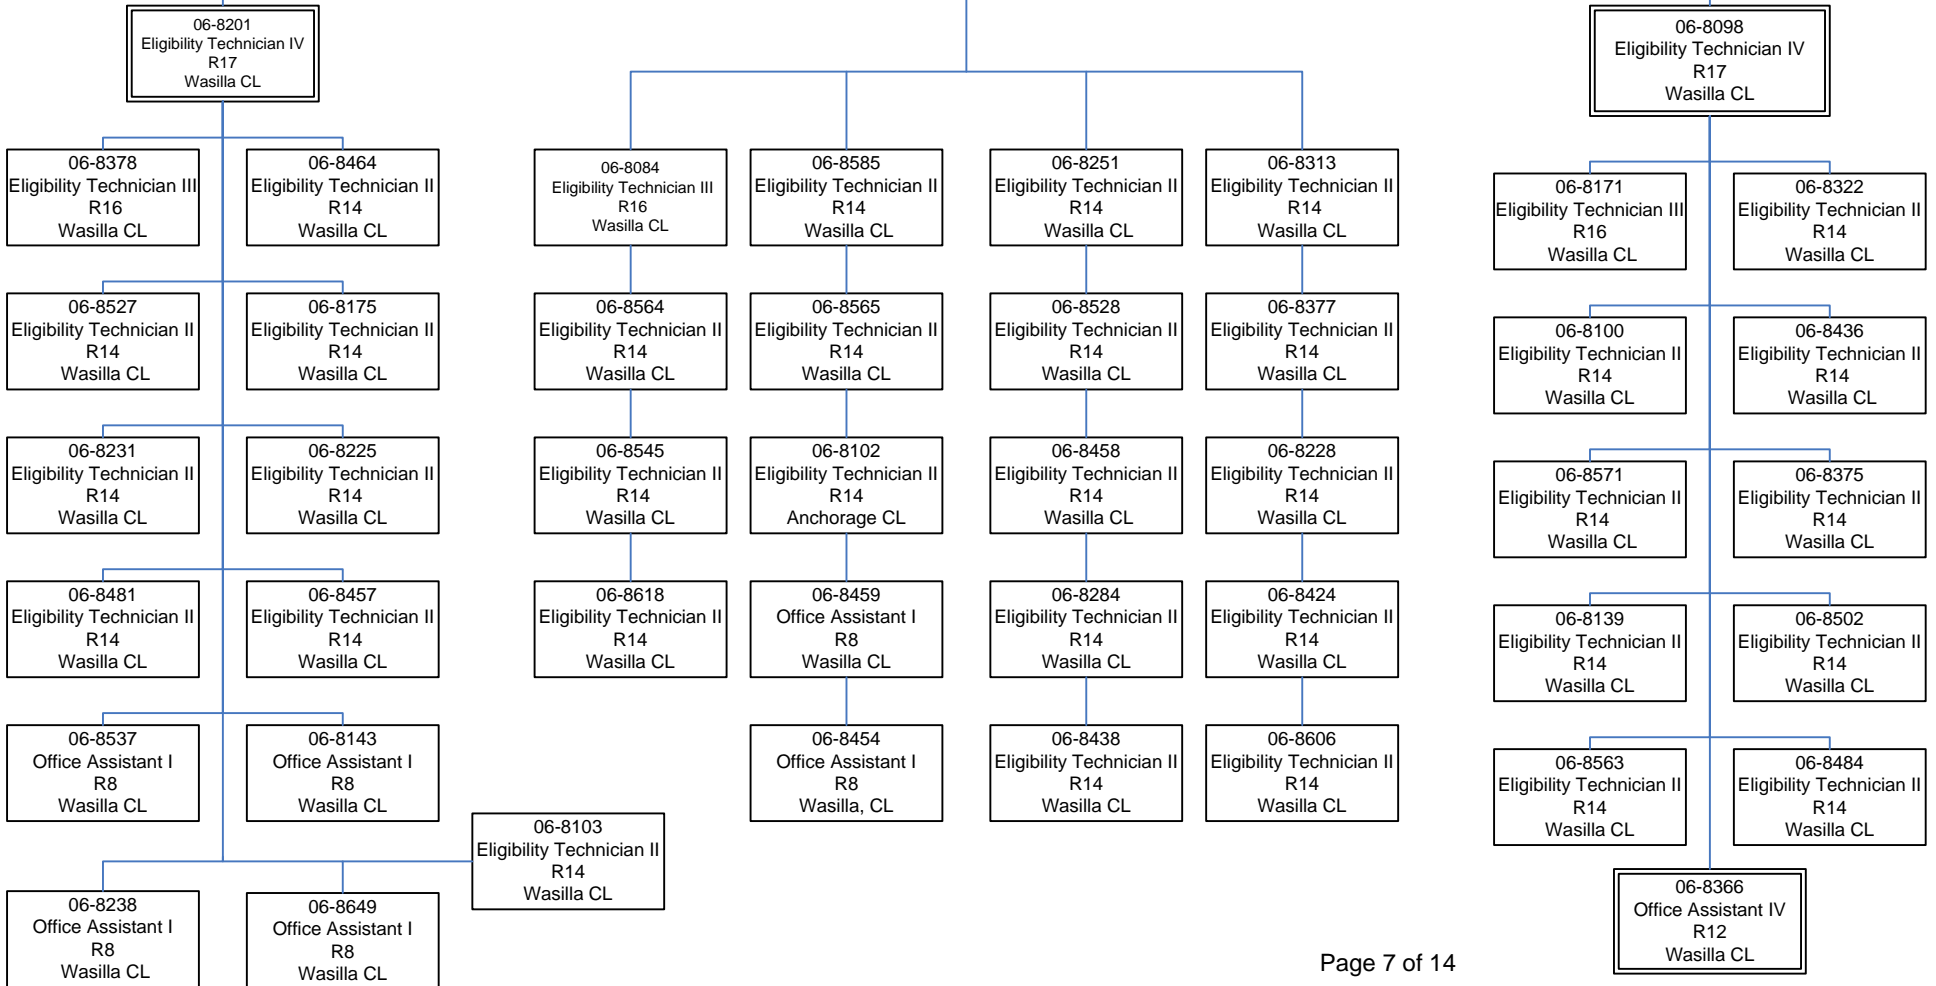 06-8201
Eligibility Technician IV
R17
Wasilla CL
06-8378
Eligibility Technician III
R16
Wasilla CL
06-8464
Eligibility Technician II
R14
Wasilla CL
06-8527
Eligibility Technician II
R14
Wasilla CL
06-8175
Eligibility Technician II
R14
Wasilla CL
06-8231
Eligibility Technician II
R14
Wasilla CL
06-8225
Eligibility Technician II
R14
Wasilla CL
06-8481
Eligibility Technician II
R14
Wasilla CL
06-8457
Eligibility Technician II
R14
Wasilla CL
06-8537
Office Assistant I
R8
Wasilla CL
06-8143
Office Assistant I
R8
Wasilla CL
06-8103
Eligibility Technician II
R14
Wasilla CL
06-8238
Office Assistant I
R8
Wasilla CL
06-8649
Office Assistant I
R8
Wasilla CL
06-8084
Eligibility Technician III
R16
Wasilla CL
06-8564
Eligibility Technician II
R14
Wasilla CL
06-8545
Eligibility Technician II
R14
Wasilla CL
06-8618
Eligibility Technician II
R14
Wasilla CL
06-8585
Eligibility Technician II
R14
Wasilla CL
06-8565
Eligibility Technician II
R14
Wasilla CL
06-8102
Eligibility Technician II
R14
Anchorage CL
06-8459
Office Assistant I
R8
Wasilla CL
06-8454
Office Assistant I
R8
Wasilla, CL
06-8251
Eligibility Technician II
R14
Wasilla CL
06-8528
Eligibility Technician II
R14
Wasilla CL
06-8458
Eligibility Technician II
R14
Wasilla CL
06-8284
Eligibility Technician II
R14
Wasilla CL
06-8438
Eligibility Technician II
R14
Wasilla CL
06-8313
Eligibility Technician II
R14
Wasilla CL
06-8377
Eligibility Technician II
R14
Wasilla CL
06-8228
Eligibility Technician II
R14
Wasilla CL
06-8424
Eligibility Technician II
R14
Wasilla CL
06-8606
Eligibility Technician II
R14
Wasilla CL
06-8098
Eligibility Technician IV
R17
Wasilla CL
06-8171
Eligibility Technician III
R16
Wasilla CL
06-8322
Eligibility Technician II
R14
Wasilla CL
06-8100
Eligibility Technician II
R14
Wasilla CL
06-8436
Eligibility Technician II
R14
Wasilla CL
06-8571
Eligibility Technician II
R14
Wasilla CL
06-8375
Eligibility Technician II
R14
Wasilla CL
06-8139
Eligibility Technician II
R14
Wasilla CL
06-8502
Eligibility Technician II
R14
Wasilla CL
06-8563
Eligibility Technician II
R14
Wasilla CL
06-8484
Eligibility Technician II
R14
Wasilla CL
06-8366
Office Assistant IV
R12
Wasilla CL
Page 7 of 14